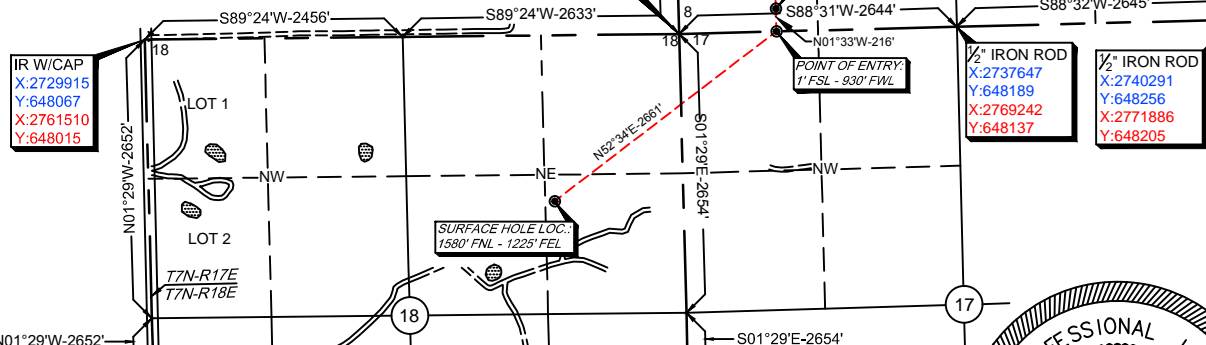 S89°24'W-2456'
S89°24'W-2633'
8
S88°31'W-2644'
S88°32'W-2645'
18
18
17
N01°33'W-216'
IR W/CAP
X:2729915
Y:648067
X:2761510
Y:648015
POINT OF ENTRY:
1' FSL - 930' FWL
1/2" IRON ROD
X:2737647
Y:648189
X:2769242
Y:648137
1/2" IRON ROD
X:2740291
Y:648256
X:2771886
Y:648205
LOT 1
N01°29'W-2652'
N52°34'E-2661'
S01°29'E-2654'
NW
NE
NW
SURFACE HOLE LOC.:
1580' FNL - 1225' FEL
LOT 2
T7N-R17E
T7N-R18E
18
17
N01°29'W-2652'
S01°29'E-2654'